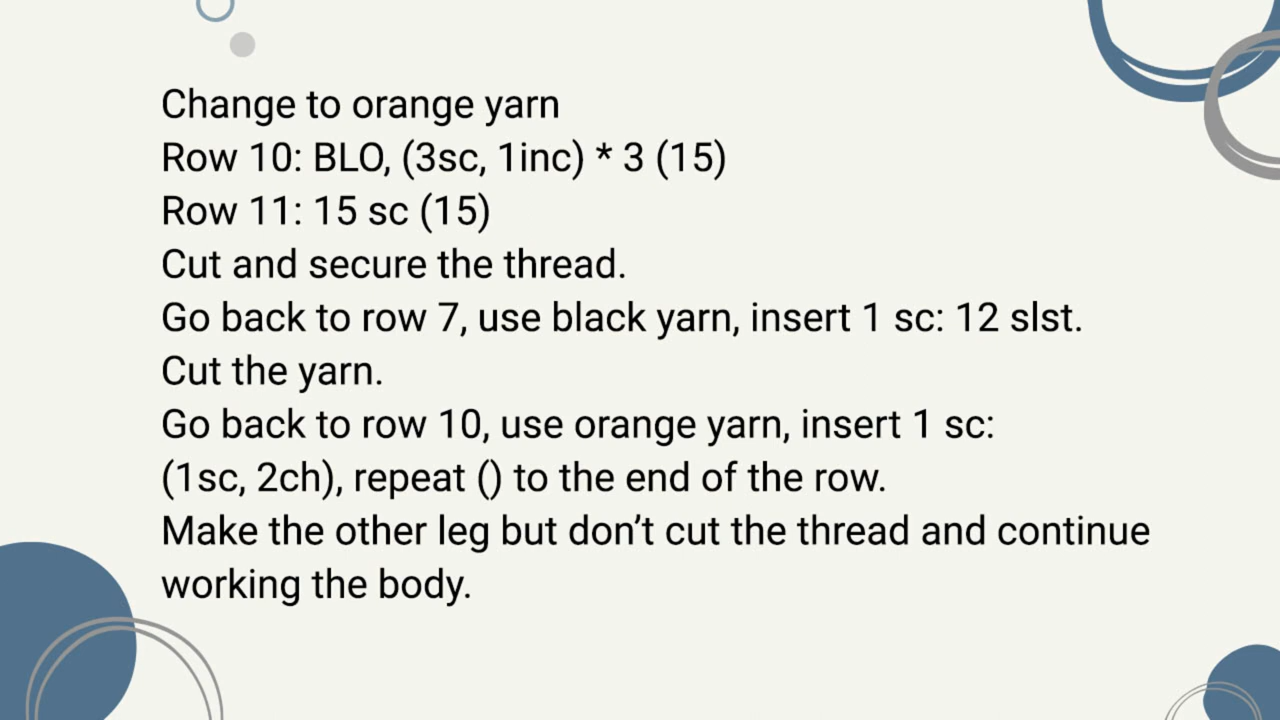 Change to orange yarn
Row 10: BLO, (3sc, 1inc) * 3 (15)
Row 11: 15 sc (15)
Cut and secure the thread.
Go back to row 7, use black yarn, insert 1 sc: 12 slst.
Cut the yarn.
Go back to row 10, use orange yarn, insert 1 sc:
(1sc, 2ch), repeat () to the end of the row.
Make the other leg but don’t cut the thread and continue
working the body.